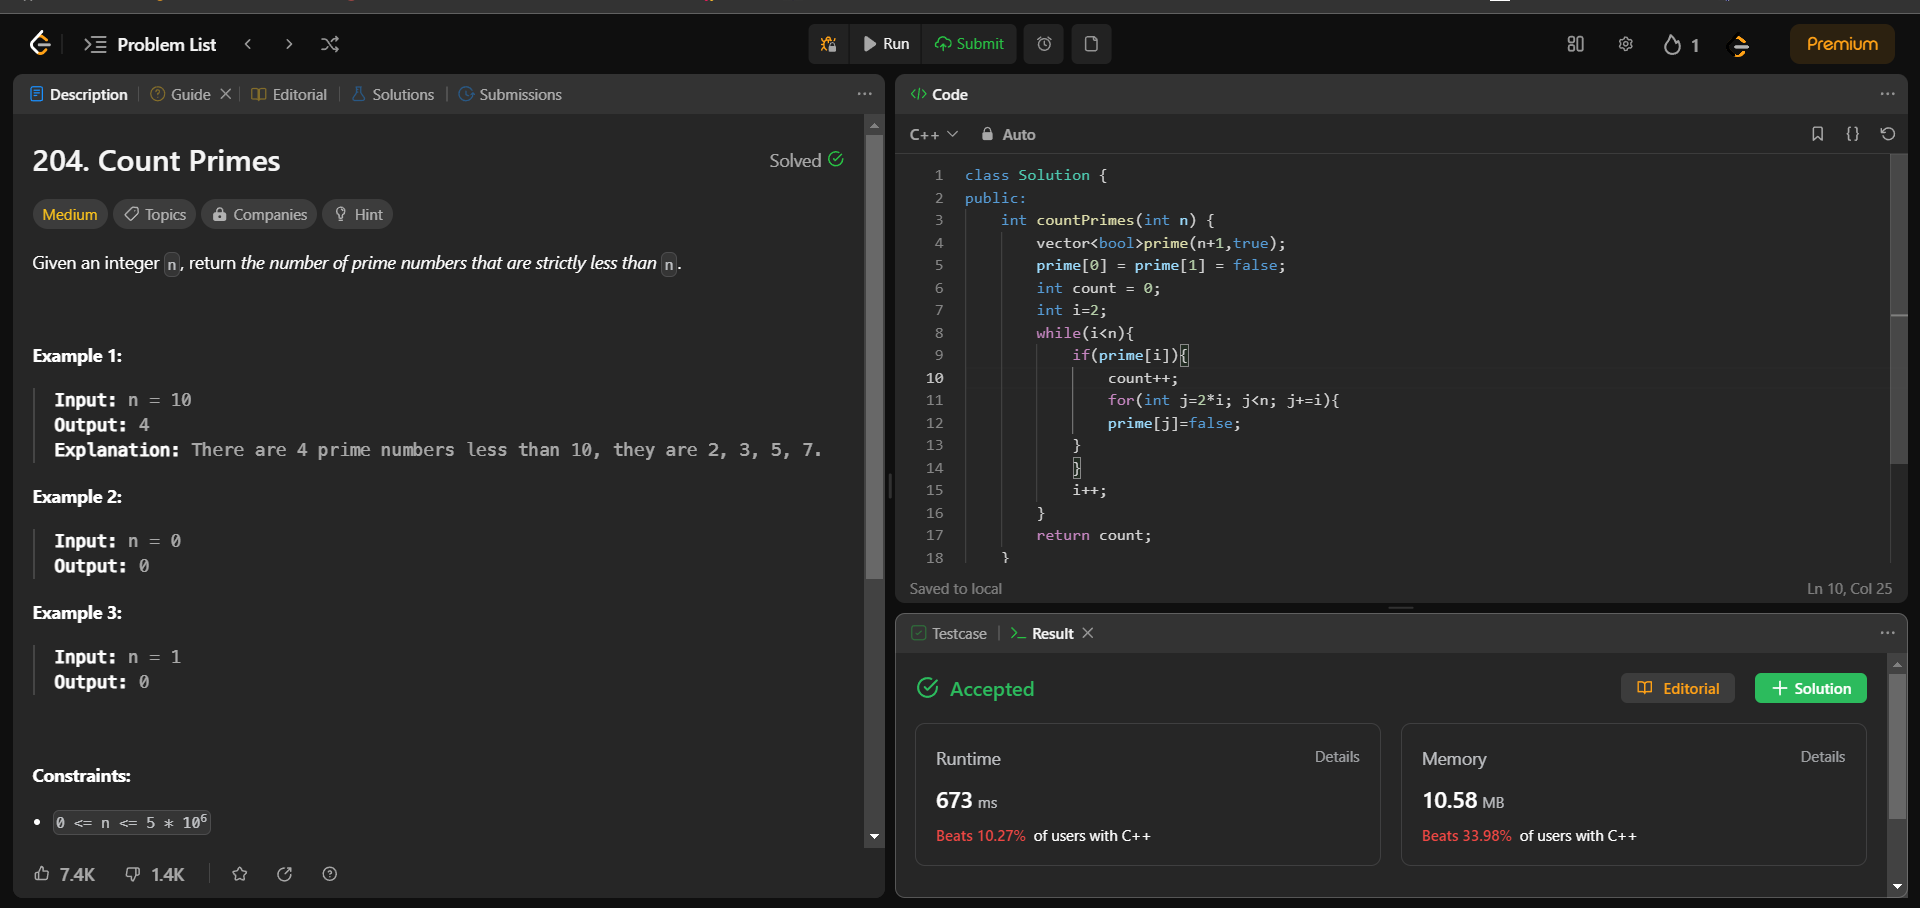 Problem List
Run
Submit
1
Premium
Description
Guide
Editorial
Solutions
Submissions
204. Count Primes
Solved
Medium
Topics
Companies
Hint
Given an integer n, return the number of prime numbers that are strictly less than n.
Example 1:
Input: n = 10
Output: 4
Explanation: There are 4 prime numbers less than 10, they are 2, 3, 5, 7.
Example 2:
Input: n = 0
Output: 0
Example 3:
Input: n = 1
Output: 0
Constraints:
• 0 <= n <= 5 * 10⁶
7.4K
1.4K
Code
C++
Auto
1 class Solution {
2 public:
3 int countPrimes(int n) {
4 vector<bool>prime(n+1,true);
5 prime[0] = prime[1] = false;
6 int count = 0;
7 int i=2;
8 while(i<n){
9 if(prime[i]){
10 count++;
11 for(int j=2*i; j<n; j+=i){
12 prime[j]=false;
13 }
14 }
15 i++;
16 }
17 return count;
18 }
Saved to local
Ln 10, Col 25
Testcase
Result
Accepted
Editorial
Solution
Runtime
Details
673 ms
Beats 10.27% of users with C++
Memory
Details
10.58 MB
Beats 33.98% of users with C++